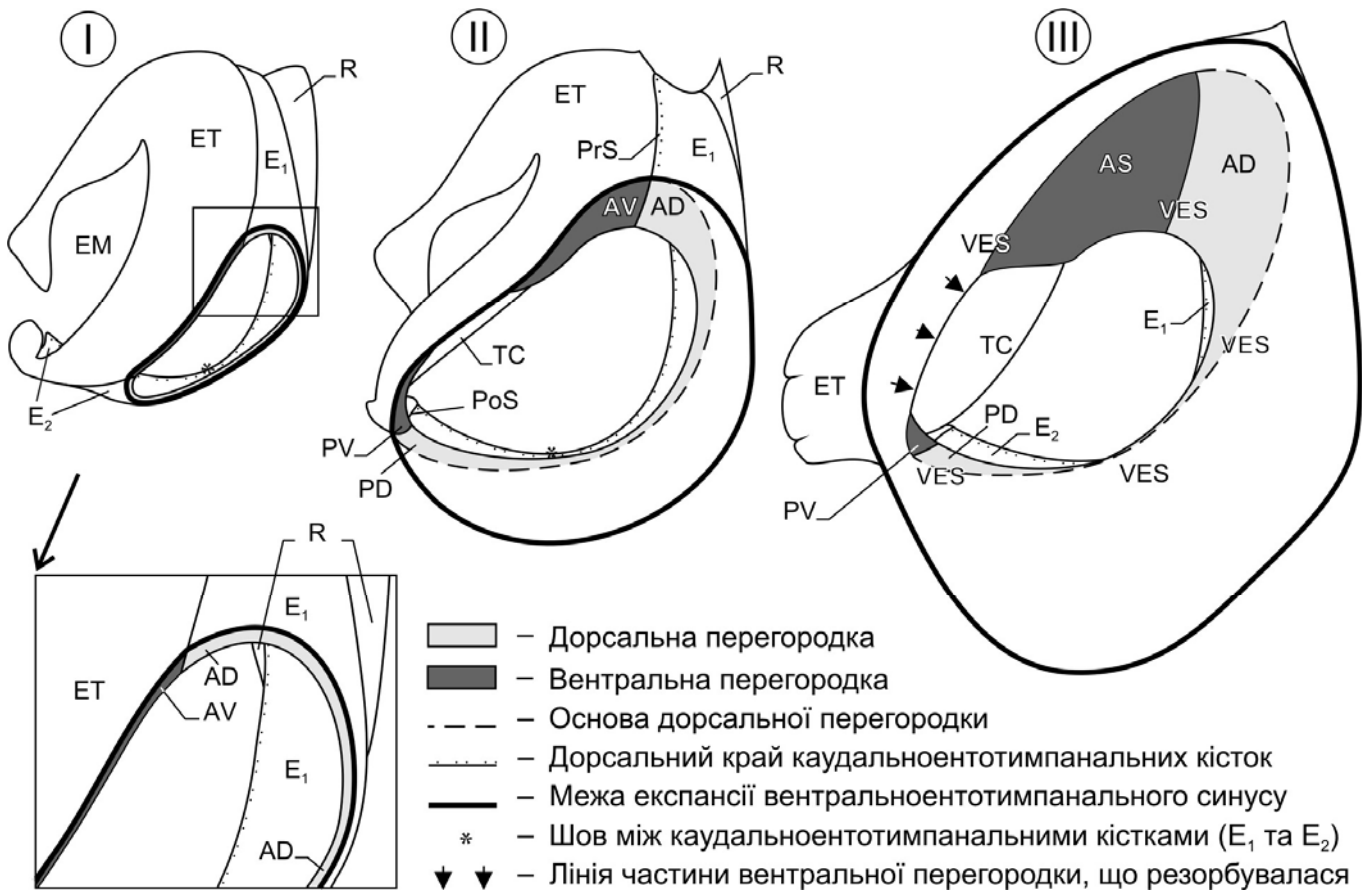 I
R
ET
E₁
EM
E₂
II
R
ET
PrS
E₁
AV
AD
TC
PoS
PV
PD
III
AS
AD
VES
VES
E₁
TC
VES
ET
PD
E₂
VES
VES
PV
R
E₁
ET
AD
AV
E₁
AD
– Дорсальна перегородка
– Вентральна перегородка
– Основа дорсальної перегородки
– Дорсальний край каудальноентотимпанальних кісток
– Межа експансії вентральноентотимпанального синусу
* – Шов між каудальноентотимпанальними кістками (E₁ та E₂)
– Лінія частини вентральної перегородки, що резорбувалася